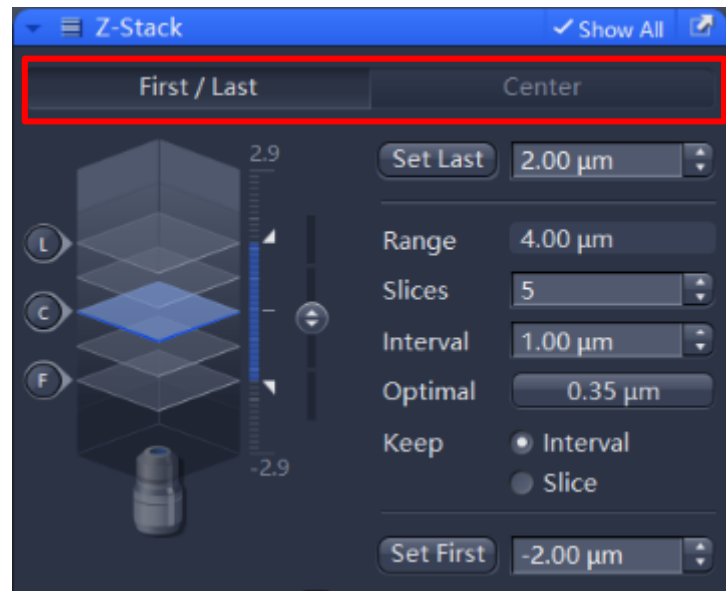 Z-Stack Show All
First / Last Center
2.9
Set Last 2.00 µm
L
Range 4.00 µm
Slices 5
C
Interval 1.00 µm
F
Optimal 0.35 µm
Keep Interval
-2.9
Slice
Set First -2.00 µm